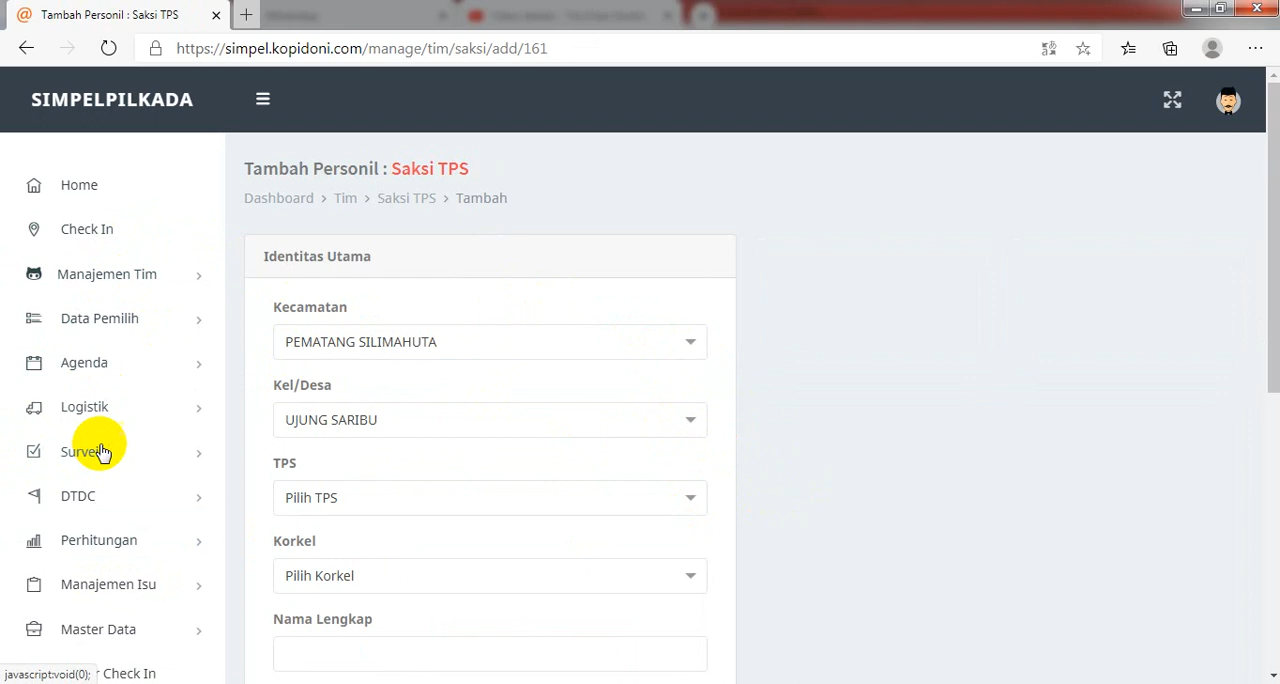 Tambah Personil : Saksi TPS
https://simpel.kopidoni.com/manage/tim/saksi/add/161
SIMPELPILKADA
Home
Check In
Manajemen Tim
Data Pemilih
Agenda
Logistik
Survei
DTDC
Perhitungan
Manajemen Isu
Master Data
Check In
javascript:void(0);
Tambah Personil : Saksi TPS
Dashboard > Tim > Saksi TPS > Tambah
Identitas Utama
Kecamatan
PEMATANG SILIMAHUTA
Kel/Desa
UJUNG SARIBU
TPS
Pilih TPS
Korkel
Pilih Korkel
Nama Lengkap